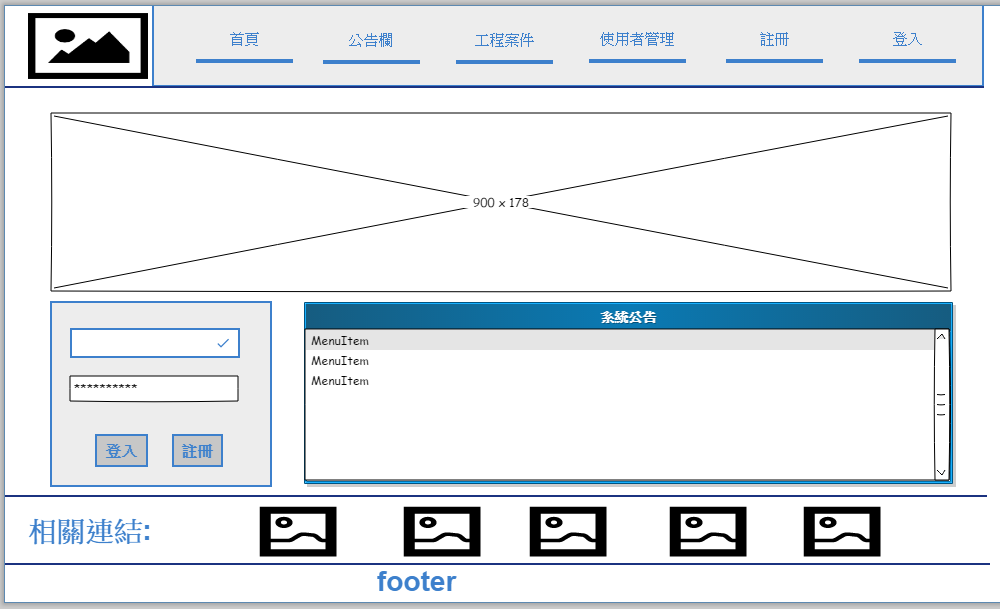 首頁
公告欄
工程案件
使用者管理
註冊
登入
900 x 178
**********
登入
註冊
系統公告
MenuItem
MenuItem
MenuItem
相關連結:
footer